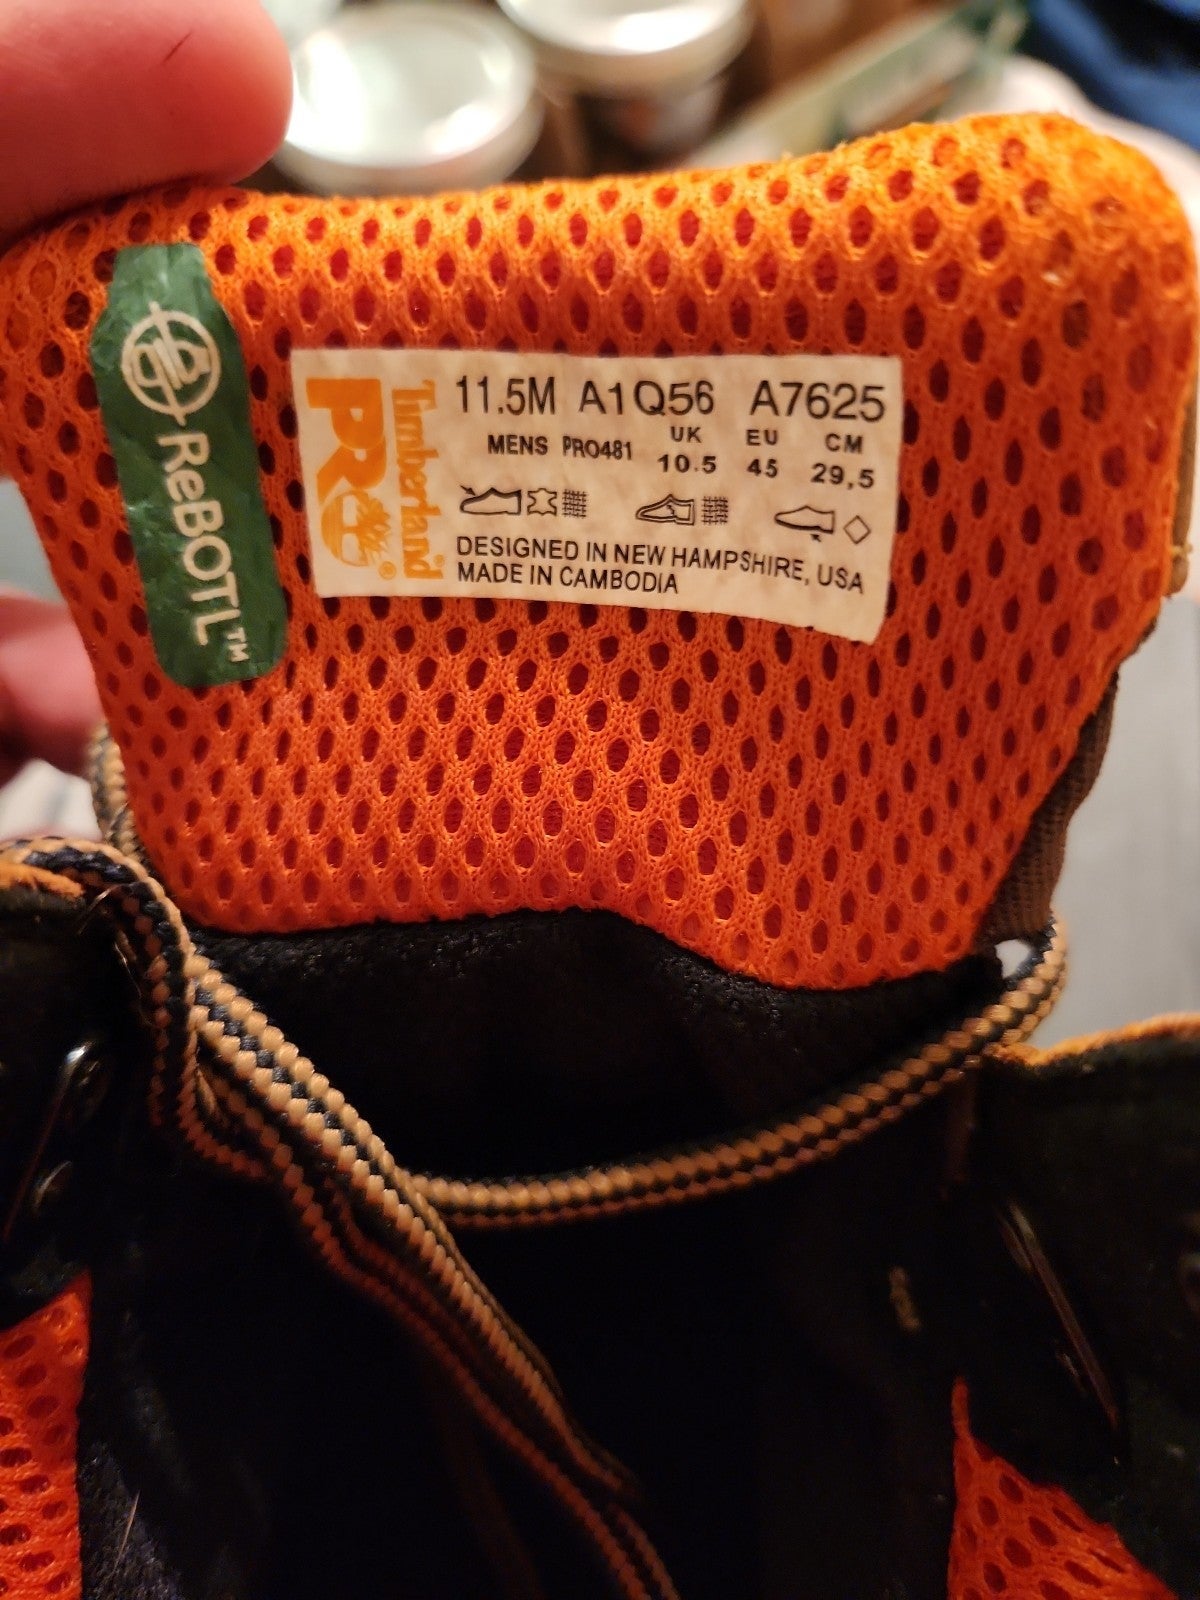 ReBOTL™
Timberland
PRO®
11.5M A1Q56 A7625
MENS PRO481 UK EU CM
10.5 45 29,5
DESIGNED IN NEW HAMPSHIRE, USA
MADE IN CAMBODIA